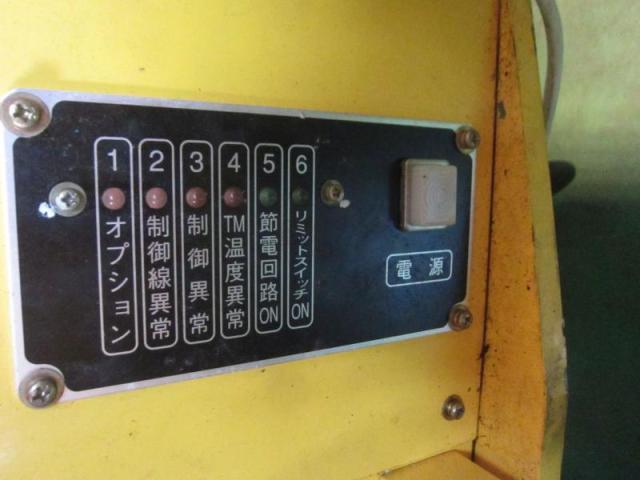 1
オプション
2
制御線異常
3
制御異常
4
TM温度異常
5
節電回路ON
6
リミットスイッチON
電源